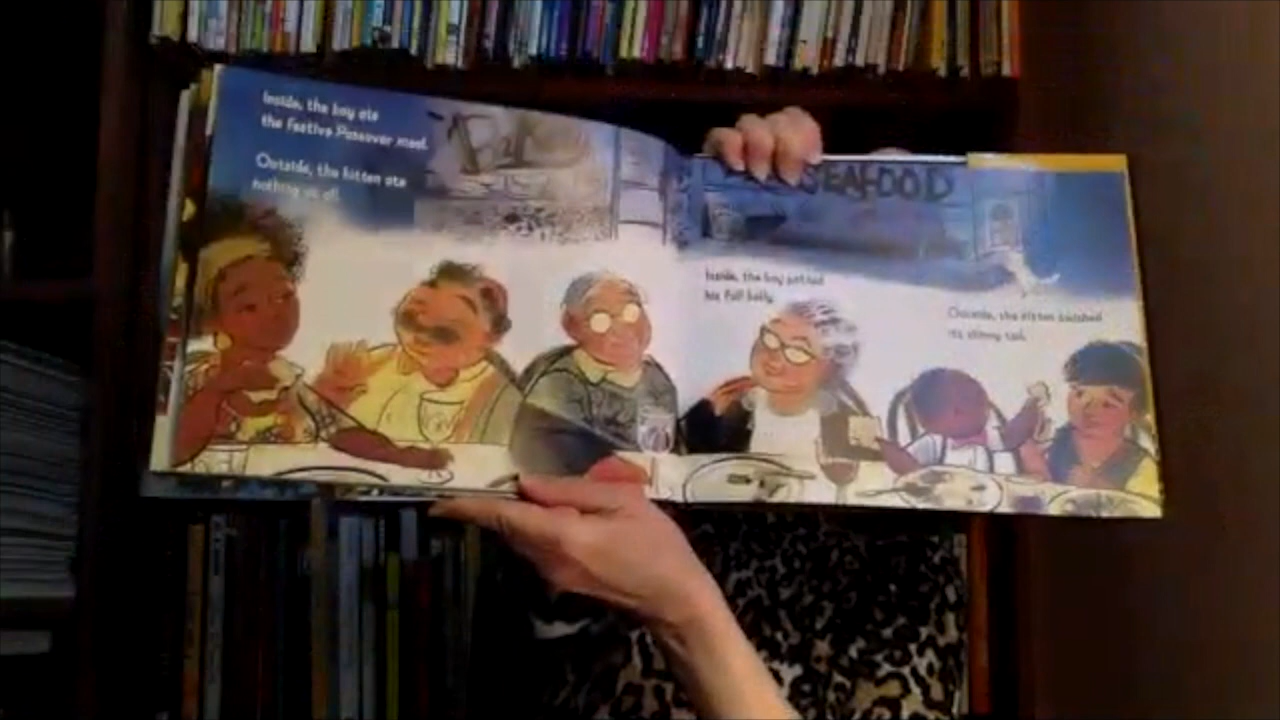 Inside, the boy ate
the festive Passover meal.
Outside, the kitten ate
nothing at all.
SEAFOOD
Inside, the boy patted
his full belly.
Outside, the kitten swished
its skinny tail.